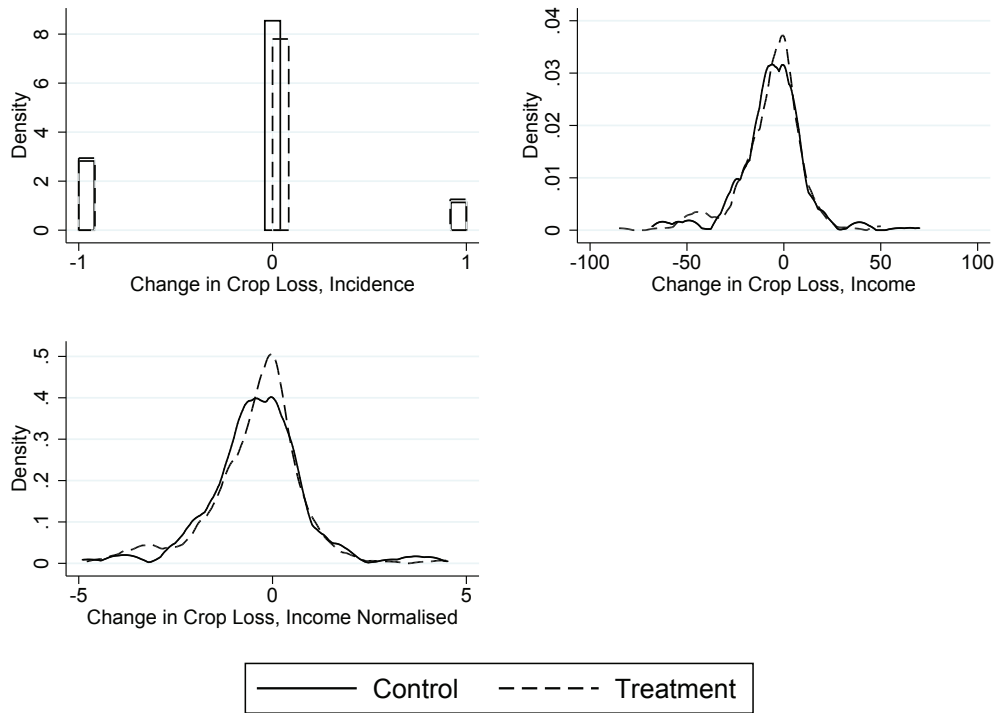 Density
8
6
4
2
0
-1 0 1
Change in Crop Loss, Incidence
Density
.04
.03
.02
.01
0
-100 -50 0 50 100
Change in Crop Loss, Income
Density
.5
.4
.3
.2
.1
0
-5 0 5
Change in Crop Loss, Income Normalised
Control Treatment